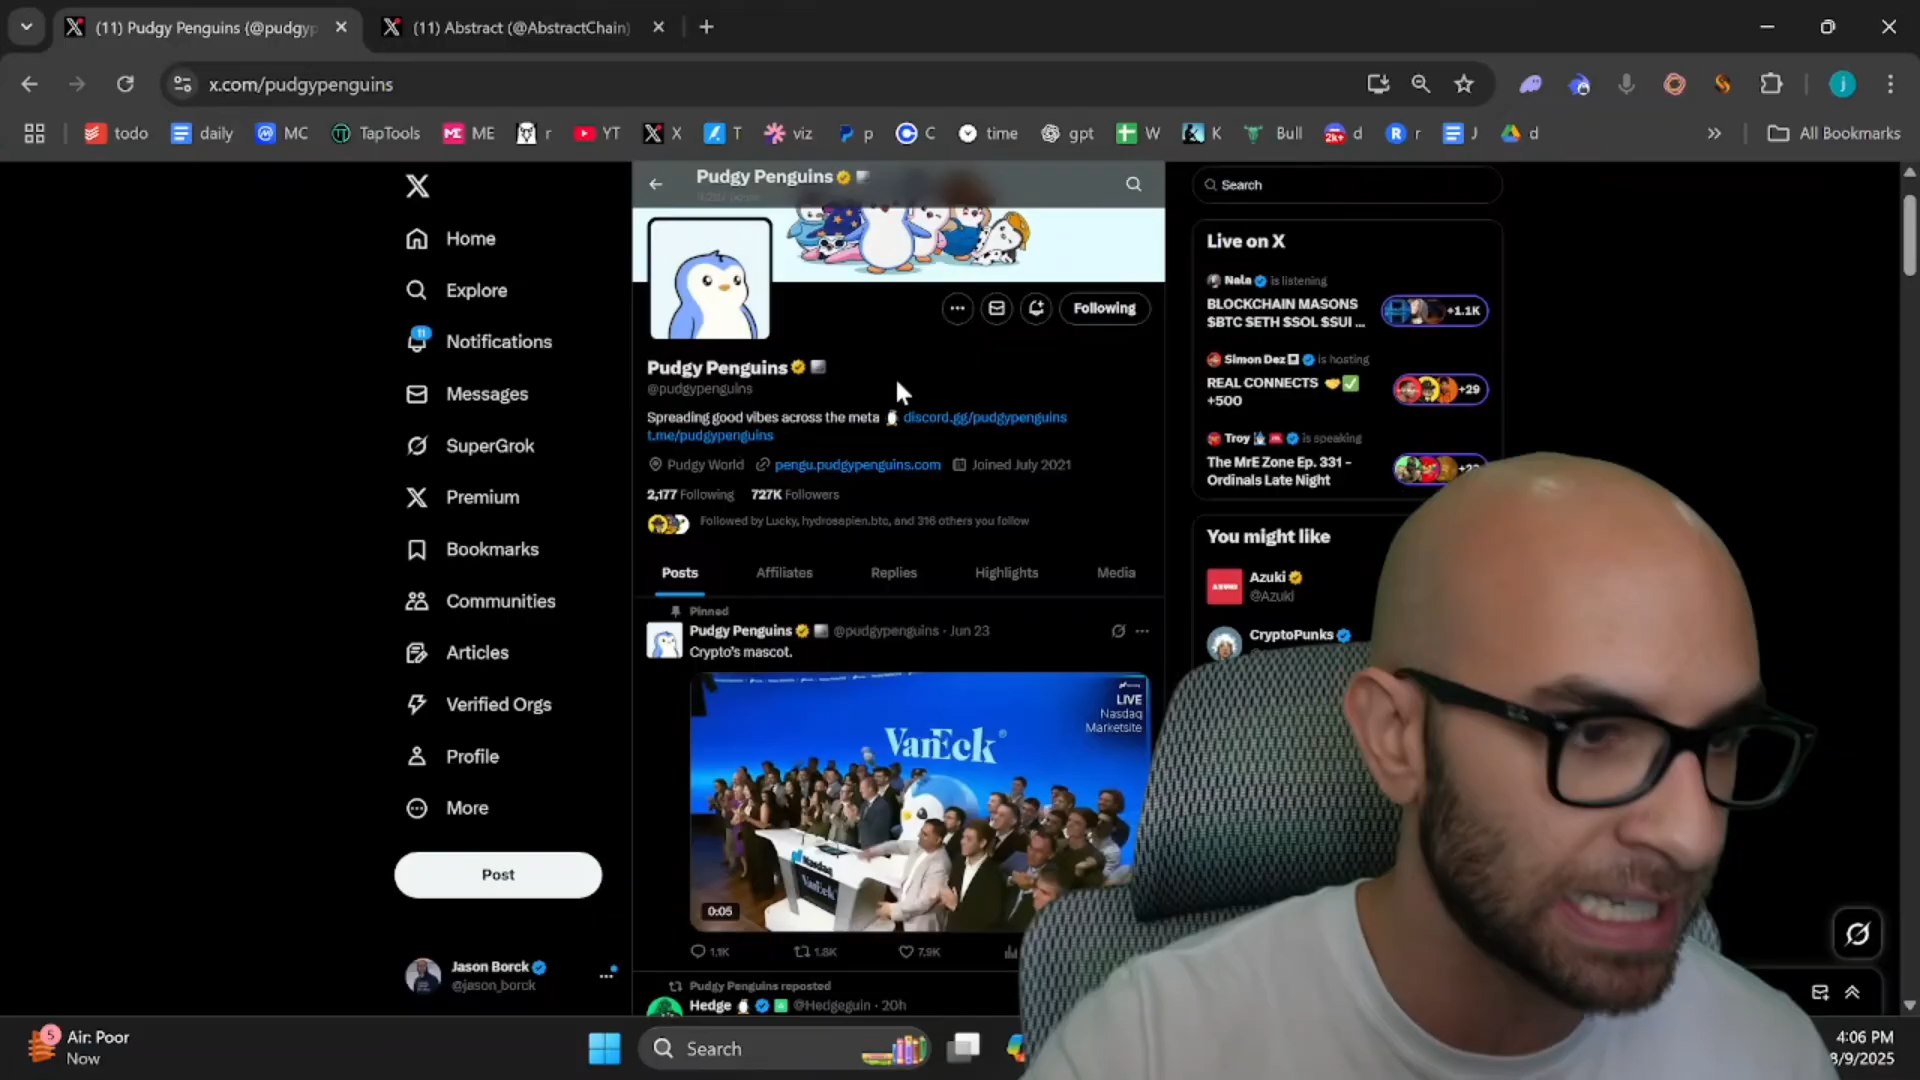 (11) Pudgy Penguins (@pudgyp
(11) Abstract (@AbstractChain)
x.com/pudgypenguins
todo
daily
MC
TapTools
ME
r
YT
X
T
viz
p
C
time
gpt
W
K
Bull
2k+
d
r
J
d
All Bookmarks
Home
Explore
11
Notifications
Messages
SuperGrok
Premium
Bookmarks
Communities
Articles
Verified Orgs
Profile
More
Post
Jason Borck
@jason_borck
Pudgy Penguins
Following
Pudgy Penguins
@pudgypenguins
Spreading good vibes across the meta 🐧 discord.gg/pudgypenguins
t.me/pudgypenguins
Pudgy World pengu.pudgypenguins.com Joined July 2021
2,177 Following 727K Followers
Followed by Lucky, hydrosapien.btc, and 316 others you follow
Posts Affiliates Replies Highlights Media
Pinned
Pudgy Penguins @pudgypenguins · Jun 23
Crypto's mascot.
LIVE
Nasdaq
Marketsite
VanEck
Nasdaq
VanEck
0:05
1.1K 1.8K 7.9K
Pudgy Penguins reposted
Hedge @Hedgeguin · 20h
Search
Live on X
Nala is listening
BLOCKCHAIN MASONS
$BTC $ETH $SOL $SUI ...
+1.1K
Simon Dez is hosting
REAL CONNECTS 🤝✅
+500
+29
Troy is speaking
The MrE Zone Ep. 331 -
Ordinals Late Night
You might like
AZUKI
Azuki
@Azuki
CryptoPunks
5
Air: Poor
Now
Search
4:06 PM
8/9/2025